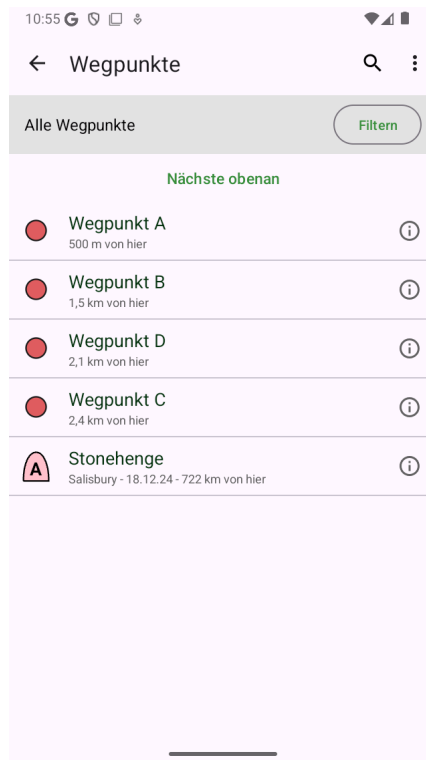 10:55
Wegpunkte
Alle Wegpunkte
Filtern
Nächste obenan
Wegpunkt A
500 m von hier
Wegpunkt B
1,5 km von hier
Wegpunkt D
2,1 km von hier
Wegpunkt C
2,4 km von hier
A
Stonehenge
Salisbury - 18.12.24 - 722 km von hier